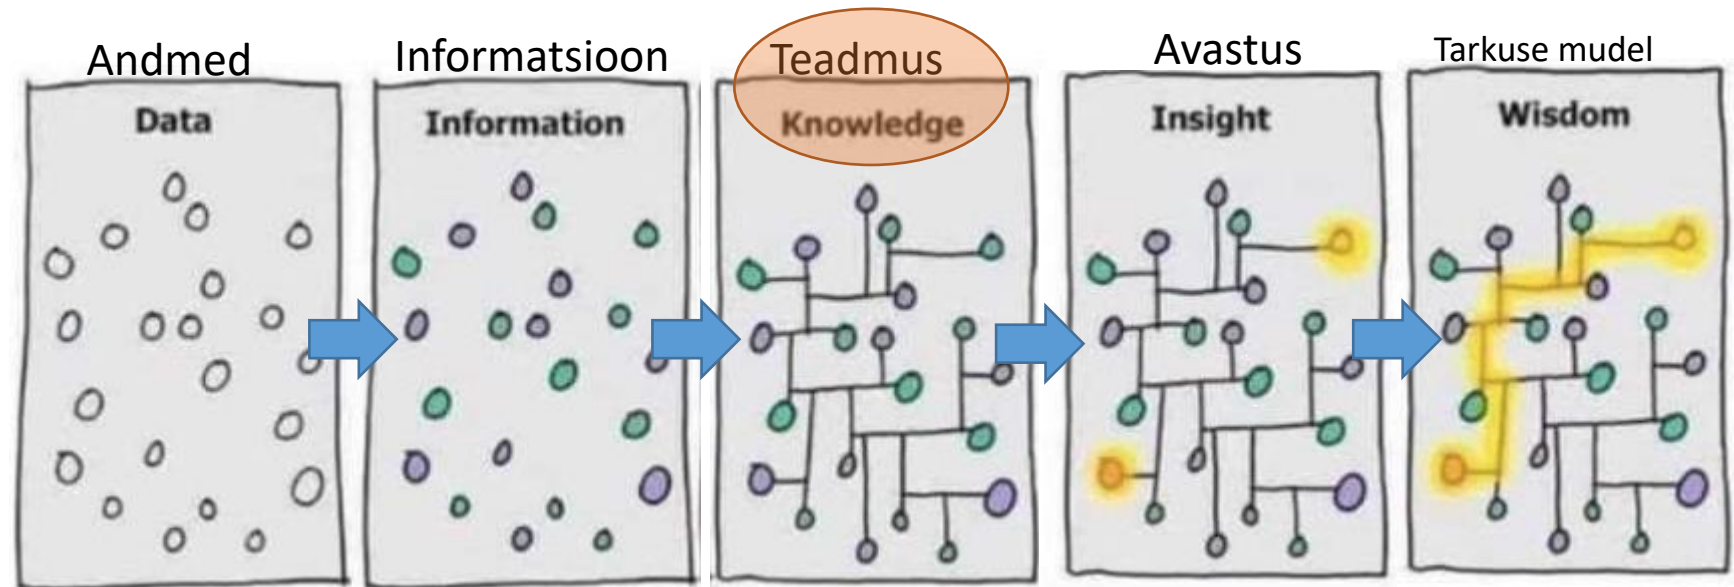 Andmed
Informatsioon
Teadmus
Avastus
Tarkuse mudel
Data
Information
Knowledge
Insight
Wisdom